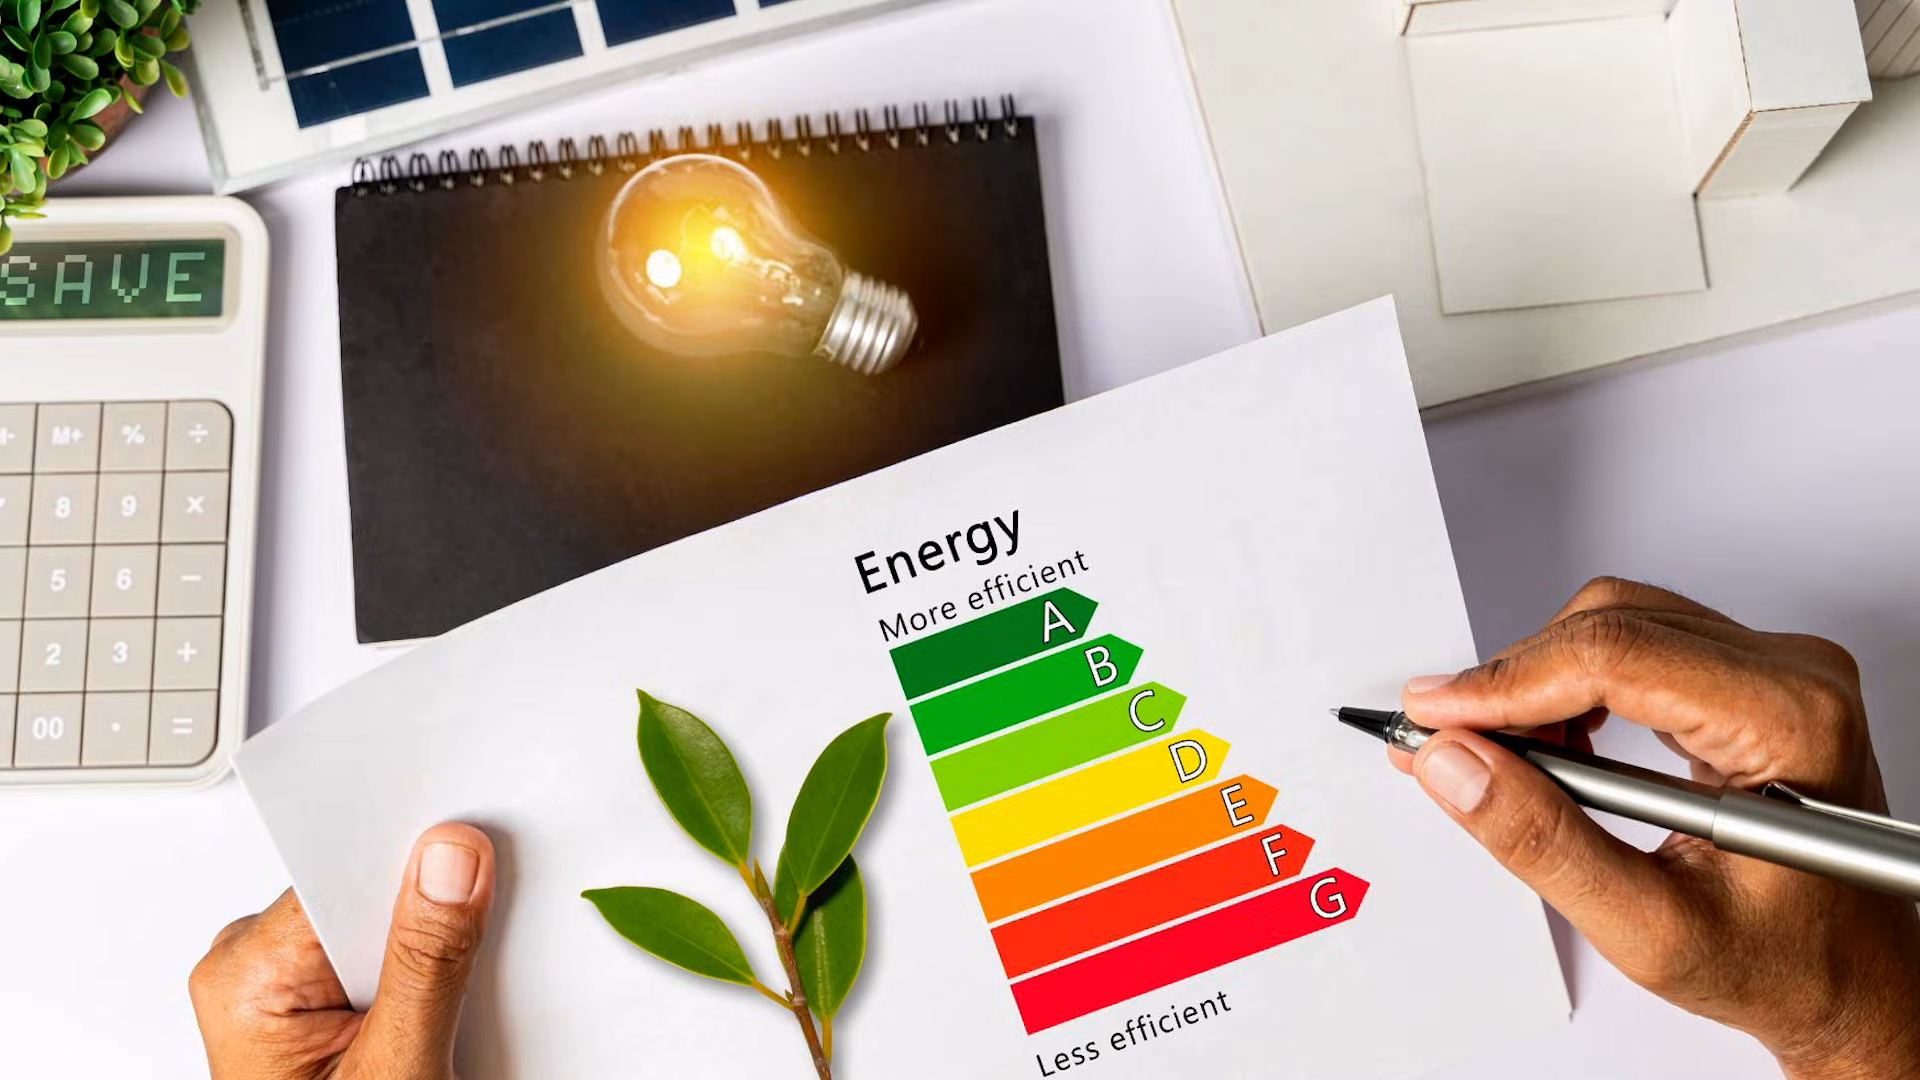 SAVE
M+ % ÷
8 9 ×
5 6 −
2 3 +
00 · =
Energy
More efficient
A
B
C
D
E
F
G
Less efficient